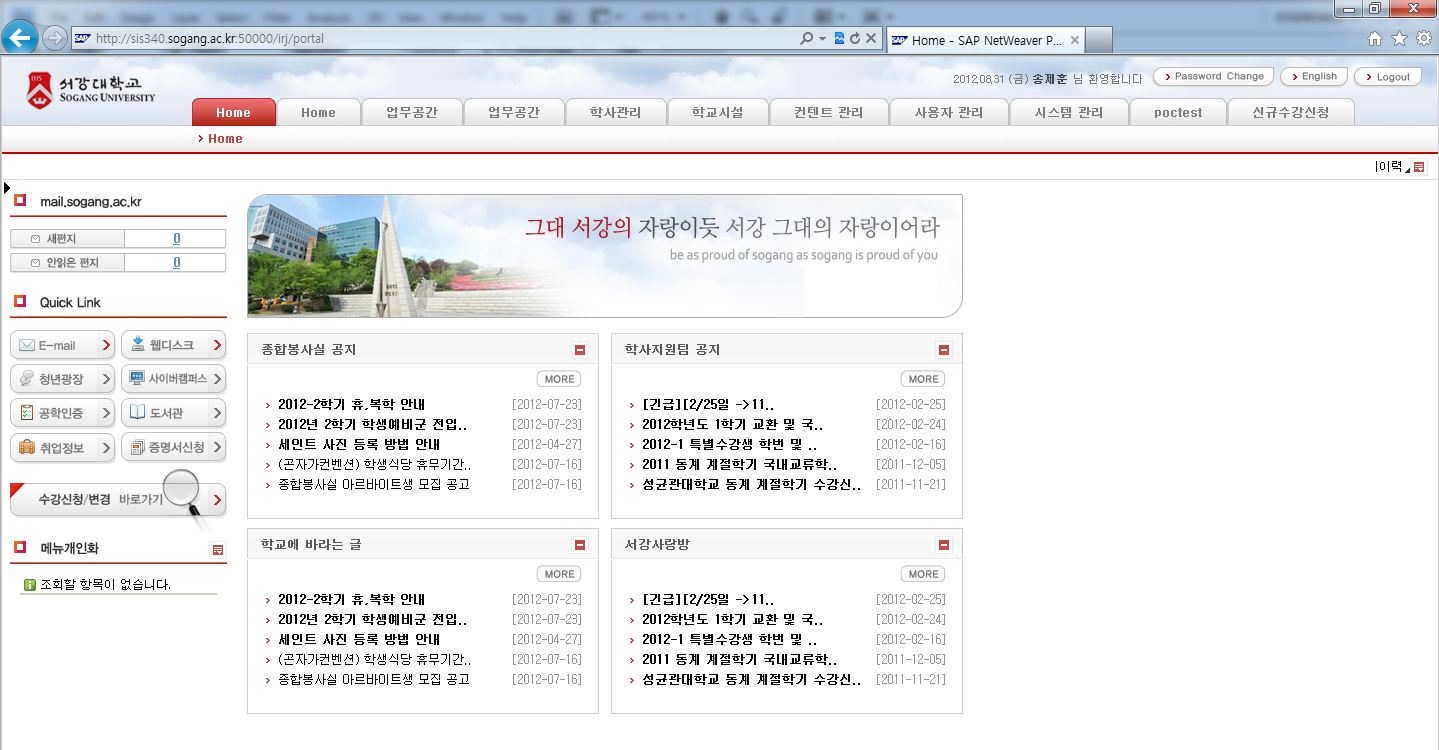 http://sis340.sogang.ac.kr:50000/irj/portal
Home - SAP NetWeaver P...
서강대학교
SOGANG UNIVERSITY
2012,08,31 (금) 송제훈 님 환영합니다
Password Change
English
Logout
Home
Home
업무공간
업무공간
학사관리
학교시설
컨텐트 관리
사용자 관리
시스템 관리
poctest
신규수강신청
Home
이력
mail.sogang.ac.kr
새편지 0
안읽은 편지 0
Quick Link
E-mail
웹디스크
청년광장
사이버캠퍼스
공학인증
도서관
취업정보
증명서신청
수강신청/변경 바로가기
메뉴개인화
조회할 항목이 없습니다.
그대 서강의 자랑이듯 서강 그대의 자랑이어라
be as proud of sogang as sogang is proud of you
종합봉사실 공지
MORE
2012-2학기 휴,복학 안내 [2012-07-23]
2012년 2학기 학생예비군 전입.. [2012-07-23]
세인트 사진 등록 방법 안내 [2012-04-27]
(곤자가컨벤션) 학생식당 휴무기간.. [2012-07-16]
종합봉사실 아르바이트생 모집 공고 [2012-07-16]
학사지원팀 공지
MORE
[긴급][2/25일 ->11.. [2012-02-25]
2012학년도 1학기 교환 및 국.. [2012-02-24]
2012-1 특별수강생 학번 및 .. [2012-02-16]
2011 동계 계절학기 국내교류학.. [2011-12-05]
성균관대학교 동계 계절학기 수강신.. [2011-11-21]
학교에 바라는 글
MORE
2012-2학기 휴,복학 안내 [2012-07-23]
2012년 2학기 학생예비군 전입.. [2012-07-23]
세인트 사진 등록 방법 안내 [2012-04-27]
(곤자가컨벤션) 학생식당 휴무기간.. [2012-07-16]
종합봉사실 아르바이트생 모집 공고 [2012-07-16]
서강사랑방
MORE
[긴급][2/25일 ->11.. [2012-02-25]
2012학년도 1학기 교환 및 국.. [2012-02-24]
2012-1 특별수강생 학번 및 .. [2012-02-16]
2011 동계 계절학기 국내교류학.. [2011-12-05]
성균관대학교 동계 계절학기 수강신.. [2011-11-21]